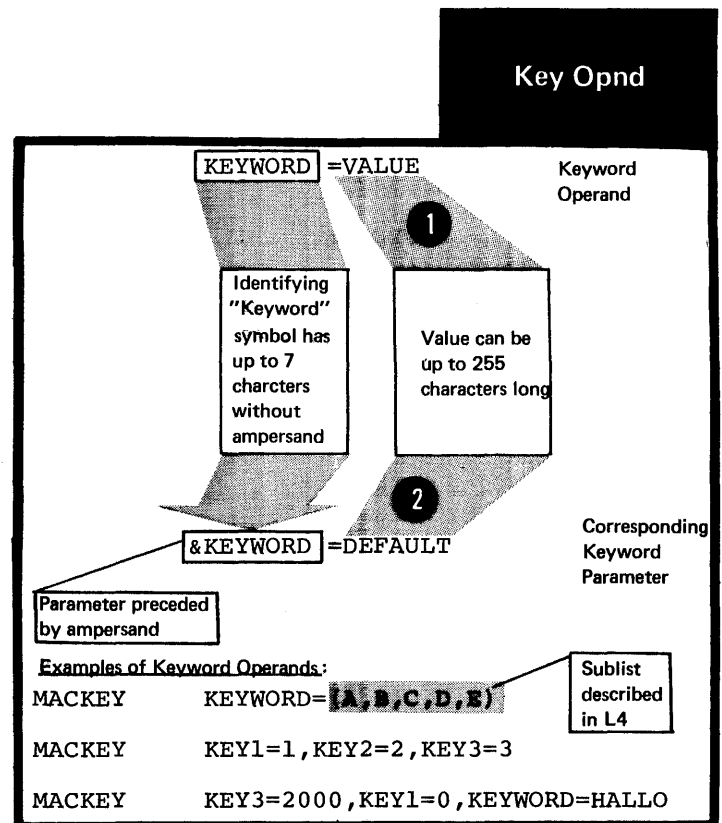 Key Opnd
KEYWORD =VALUE
Keyword
Operand
1
Identifying
"Keyword"
symbol has
up to 7
charcters
without
ampersand
Value can be
up to 255
characters long
2
&KEYWORD =DEFAULT
Corresponding
Keyword
Parameter
Parameter preceded
by ampersand
Examples of Keyword Operands:
MACKEY KEYWORD=(A,B,C,D,E)
Sublist
described
in L4
MACKEY KEY1=1,KEY2=2,KEY3=3
MACKEY KEY3=2000,KEY1=0,KEYWORD=HALLO